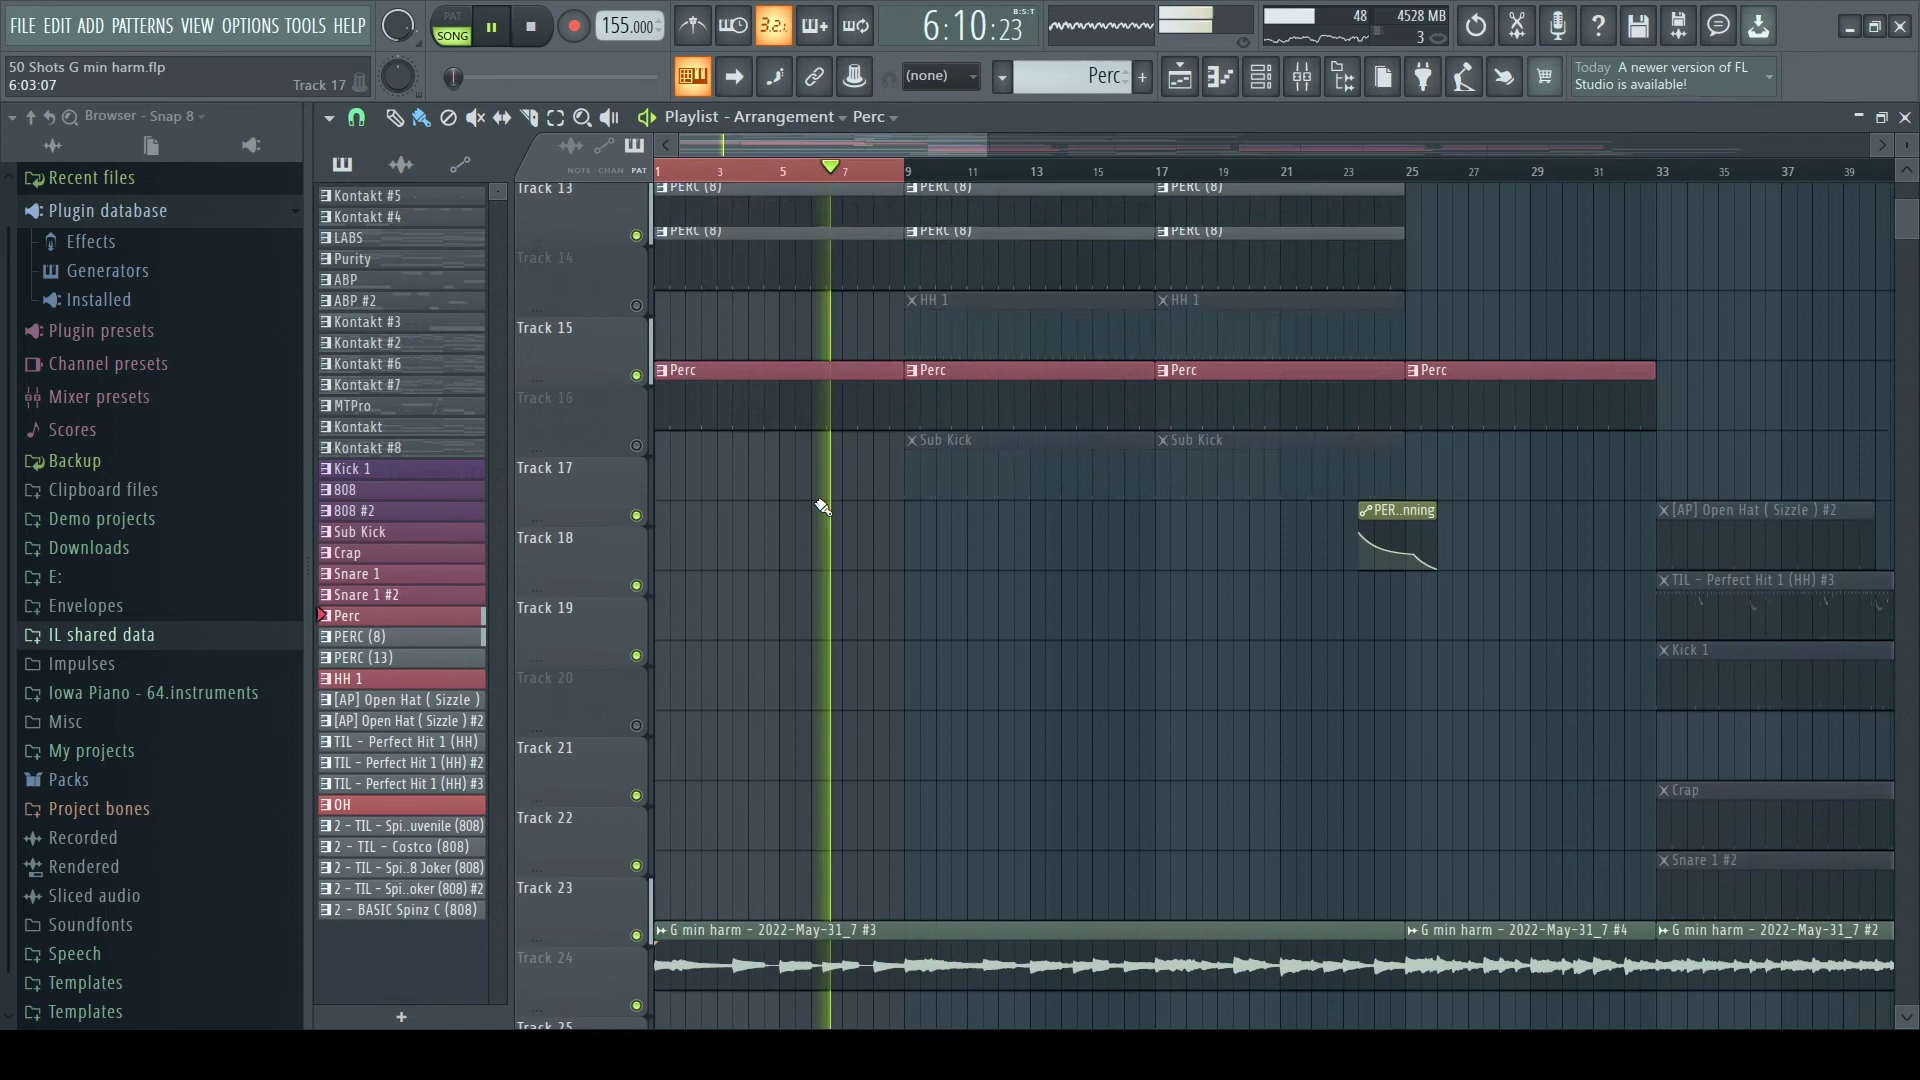 FILE EDIT ADD PATTERNS VIEW OPTIONS TOOLS HELP
PAT
SONG
155.000
3.2.1
6:10:23
B:S:T
48
4528 MB
3
50 Shots G min harm.flp
6:03:07
Track 17
(none)
Perc
Today A newer version of FL
Studio is available!
Browser - Snap 8
Playlist - Arrangement Perc
NOTE CHAN PAT
1 3 5 7 9 11 13 15 17 19 21 23 25 27 29 31 33 35 37 39
Recent files
Plugin database
Effects
Generators
Installed
Plugin presets
Channel presets
Mixer presets
Scores
Backup
Clipboard files
Demo projects
Downloads
E:
Envelopes
IL shared data
Impulses
Iowa Piano - 64.instruments
Misc
My projects
Packs
Project bones
Recorded
Rendered
Sliced audio
Soundfonts
Speech
Templates
Templates
Kontakt #5
Kontakt #4
LABS
Purity
ABP
ABP #2
Kontakt #3
Kontakt #2
Kontakt #6
Kontakt #7
MTPro
Kontakt
Kontakt #8
Kick 1
808
808 #2
Sub Kick
Crap
Snare 1
Snare 1 #2
Perc
PERC (8)
PERC (13)
HH 1
[AP] Open Hat ( Sizzle )
[AP] Open Hat ( Sizzle ) #2
TIL - Perfect Hit 1 (HH)
TIL - Perfect Hit 1 (HH) #2
TIL - Perfect Hit 1 (HH) #3
OH
2 - TIL - Spi..uvenile (808)
2 - TIL - Costco (808)
2 - TIL - Spi..8 Joker (808)
2 - TIL - Spi..oker (808) #2
2 - BASIC Spinz C (808)
+
Track 13
PERC (8) PERC (8) PERC (8)
PERC (8) PERC (8) PERC (8)
Track 14
HH 1 HH 1
Track 15
Perc Perc Perc Perc
Track 16
Sub Kick Sub Kick
Track 17
PER..nning [AP] Open Hat ( Sizzle ) #2
Track 18
TIL - Perfect Hit 1 (HH) #3
Track 19
Kick 1
Track 20
Track 21
Crap
Track 22
Snare 1 #2
Track 23
G min harm - 2022-May-31_7 #3 G min harm - 2022-May-31_7 #4 G min harm - 2022-May-31_7 #2
Track 24
Track 25